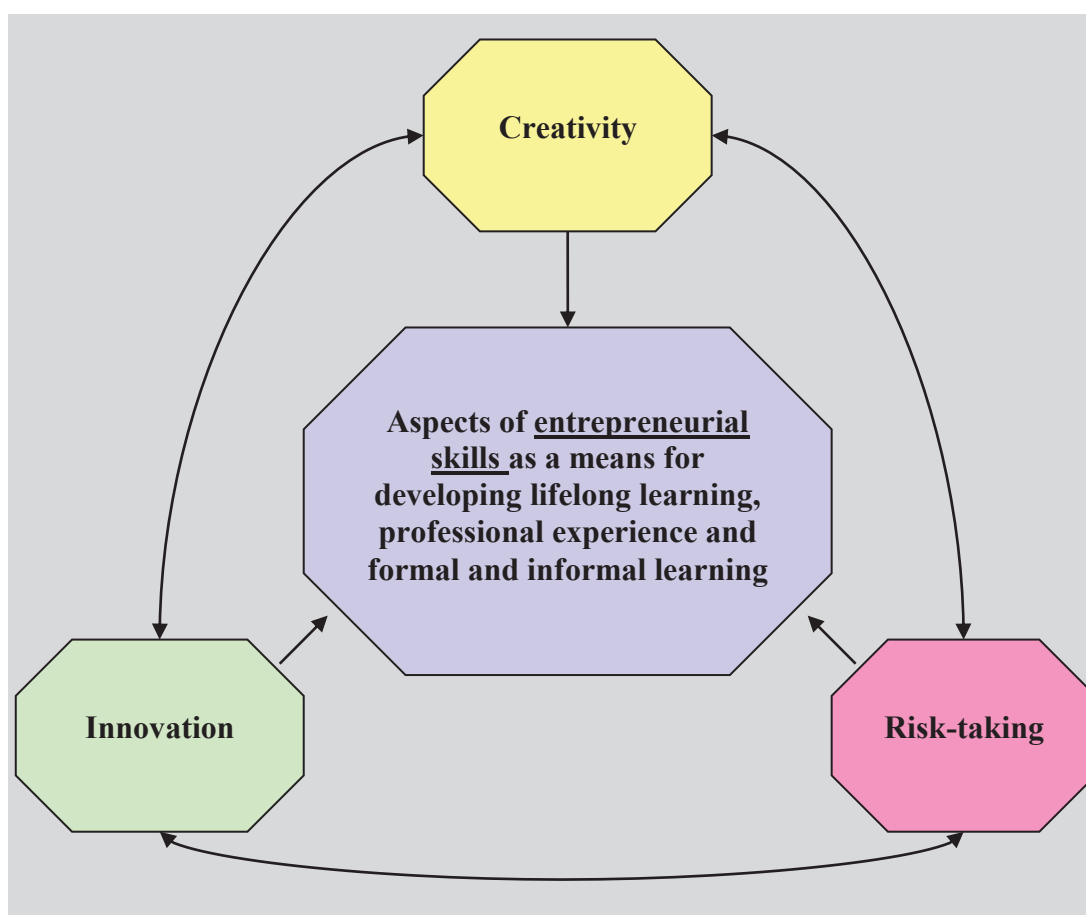 Creativity
Aspects of entrepreneurial
skills as a means for
developing lifelong learning,
professional experience and
formal and informal learning
Innovation
Risk-taking